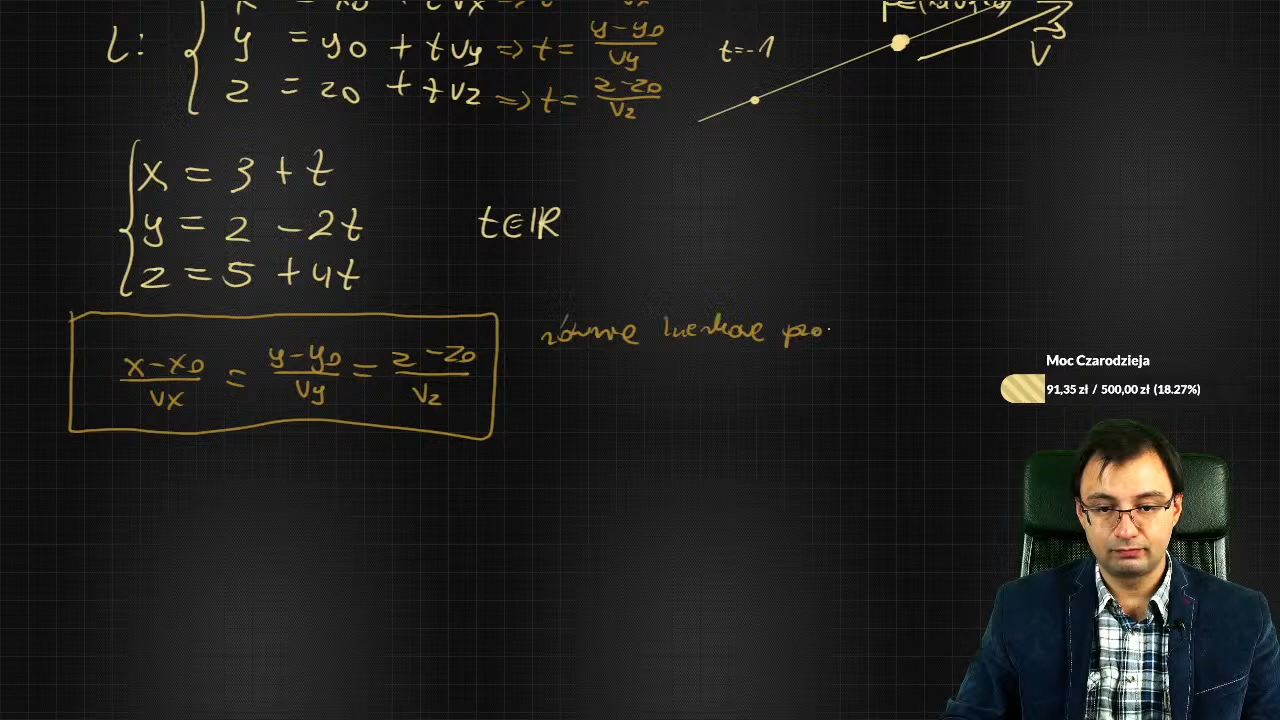 L: y = y0 + t vy => t = y-y0 / vy
t=-1
V
z = z0 + t vz => t = z-z0 / vz
x = 3 + t
y = 2 - 2t
t∈ℝ
z = 5 + 4t
x-x0 / vx = y-y0 / vy = z-z0 / vz
Moc Czarodzieja
91,35 zł / 500,00 zł (18.27%)